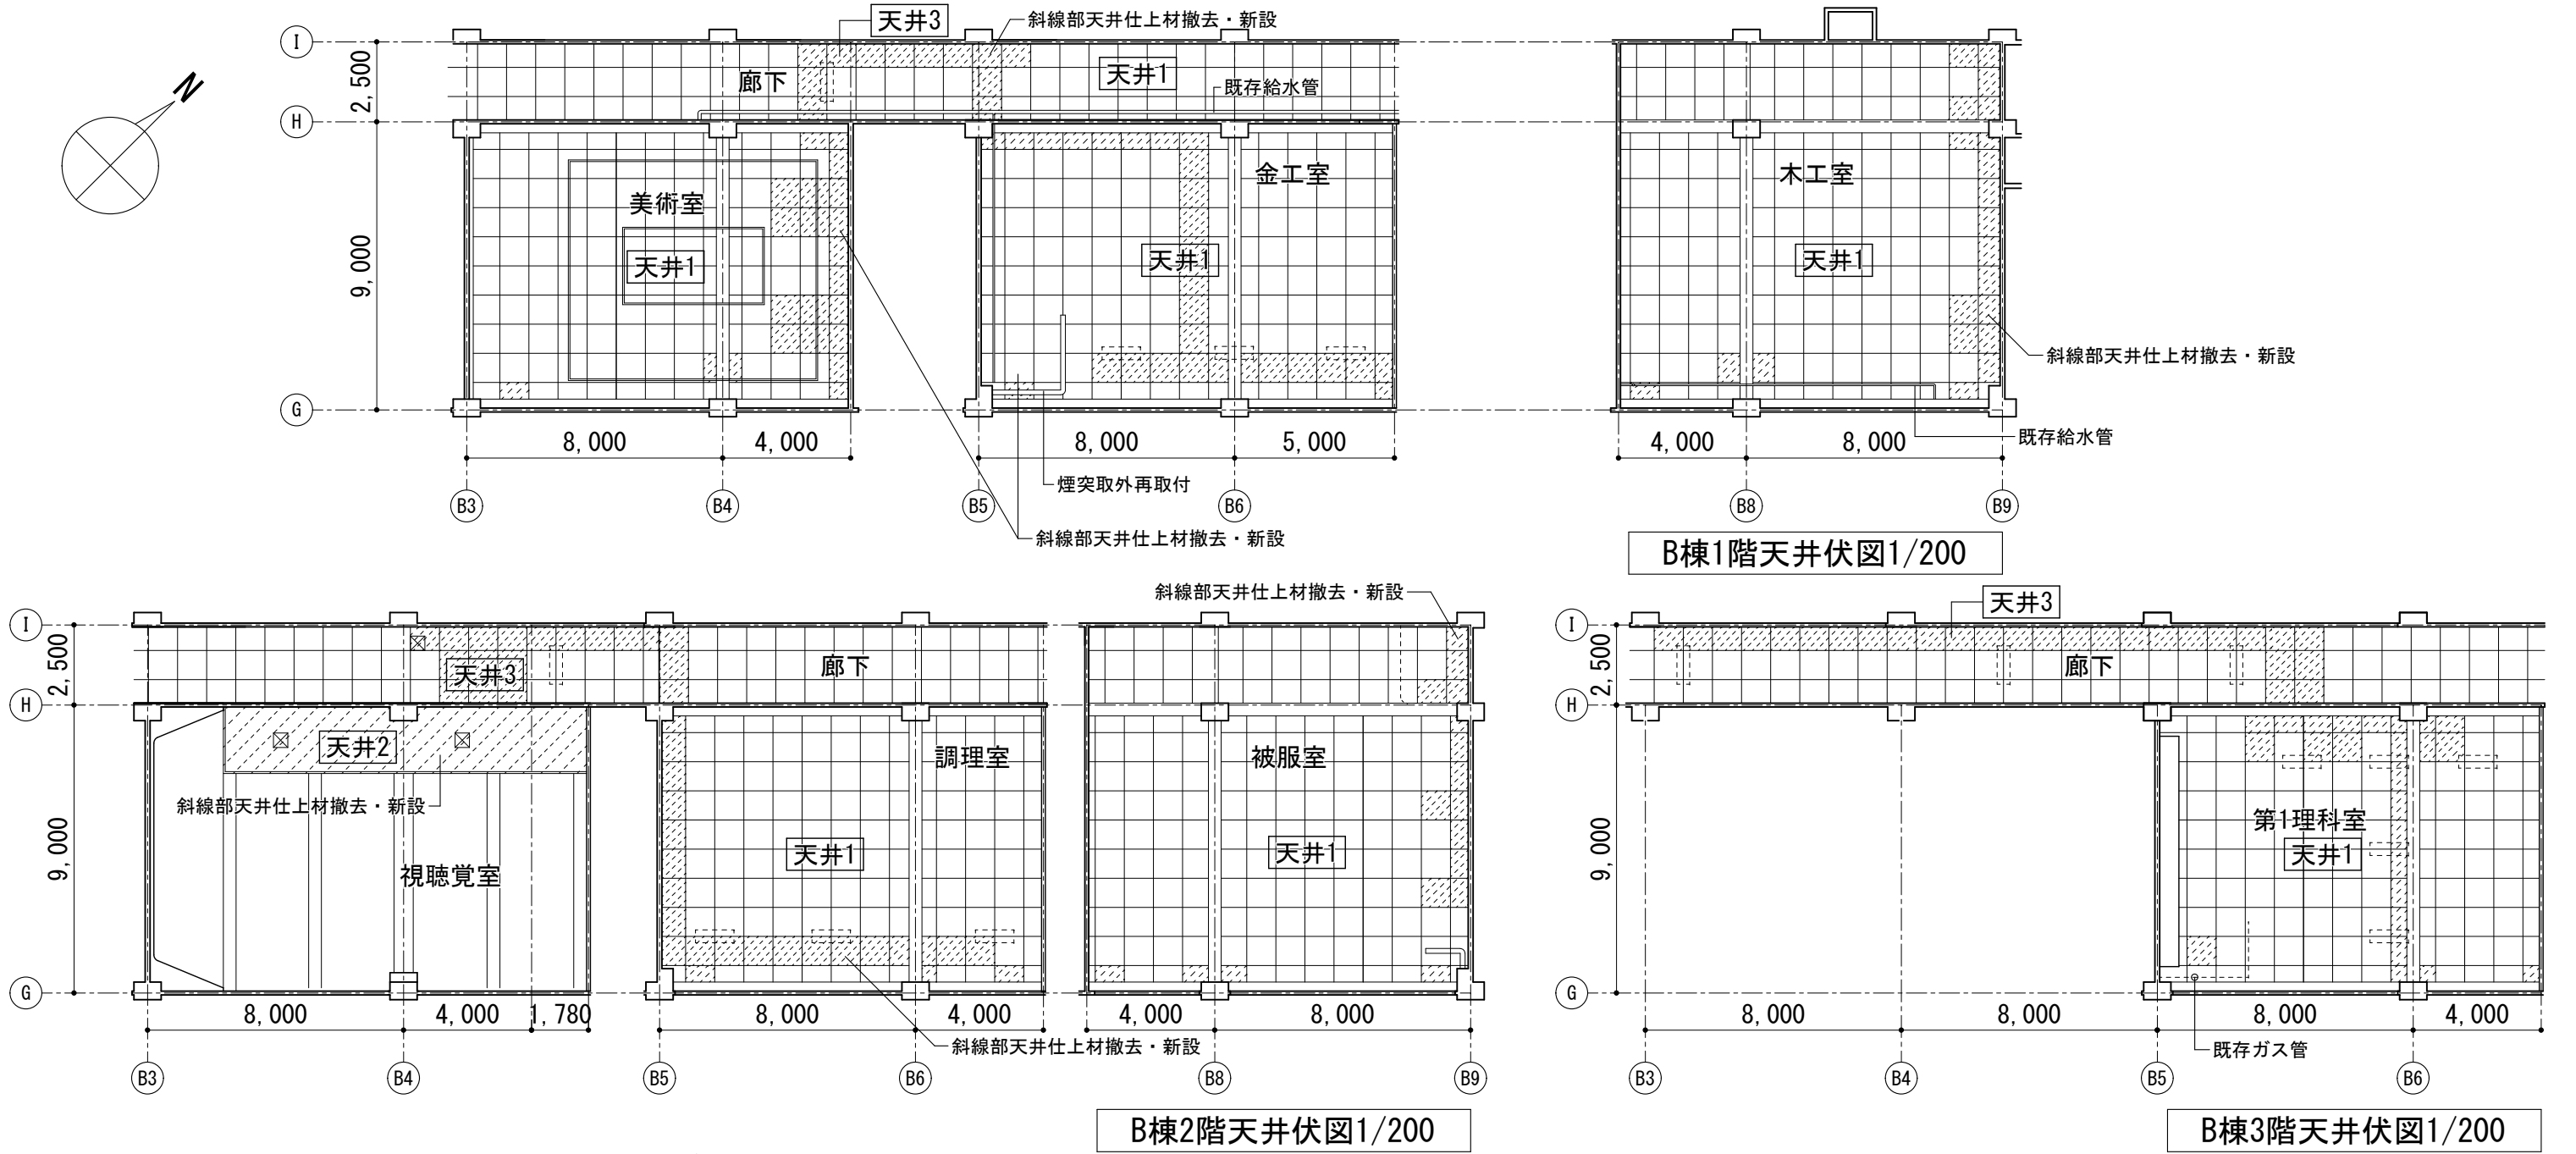 天井3
斜線部天井仕上材撤去・新設
I
2,500
廊下
天井1
既存給水管
N
H
9,000
美術室
天井1
金工室
天井1
木工室
天井1
斜線部天井仕上材撤去・新設
G
8,000
4,000
8,000
5,000
4,000
8,000
既存給水管
煙突取外再取付
B3
B4
B5
B6
B8
B9
斜線部天井仕上材撤去・新設
B棟1階天井伏図1/200
斜線部天井仕上材撤去・新設
I
2,500
天井3
廊下
H
天井2
斜線部天井仕上材撤去・新設
調理室
被服室
9,000
視聴覚室
天井1
天井1
G
8,000
4,000
1,780
8,000
4,000
4,000
8,000
斜線部天井仕上材撤去・新設
B3
B4
B5
B6
B8
B9
B棟2階天井伏図1/200
天井3
I
2,500
廊下
H
9,000
第1理科室
天井1
G
8,000
8,000
8,000
4,000
既存ガス管
B3
B4
B5
B6
B棟3階天井伏図1/200